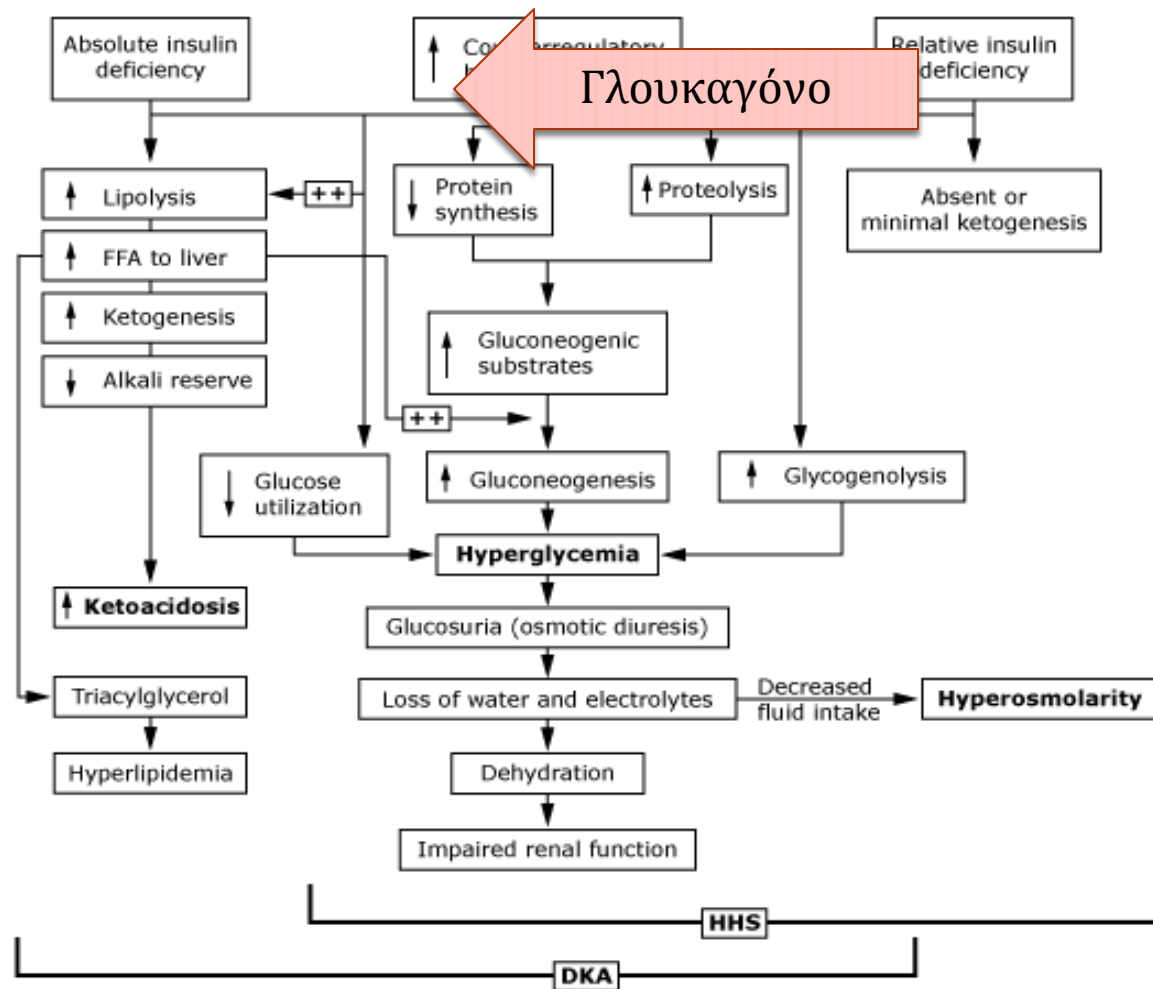 Absolute insulin
deficiency
Relative insulin
deficiency
Γλουκαγόνο
Lipolysis
++
Protein
synthesis
Proteolysis
Absent or
minimal ketogenesis
FFA to liver
Ketogenesis
Gluconeogenic
substrates
Alkali reserve
++
Glucose
utilization
Gluconeogenesis
Glycogenolysis
Hyperglycemia
Ketoacidosis
Glucosuria (osmotic diuresis)
Triacylglycerol
Loss of water and electrolytes
Decreased
fluid intake
Hyperosmolarity
Hyperlipidemia
Dehydration
Impaired renal function
HHS
DKA